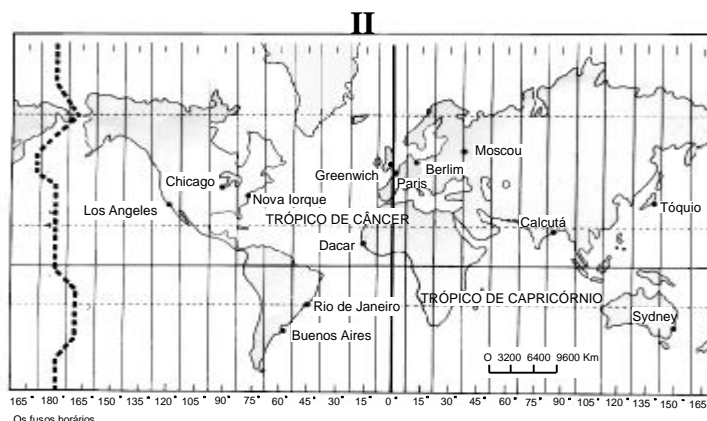 II
Moscou
Greenwich
Berlim
Paris
Chicago
Nova Iorque
Los Angeles
Tóquio
TRÓPICO DE CÂNCER
Calcutá
Dacar
TRÓPICO DE CAPRICÓRNIO
Rio de Janeiro
Sydney
Buenos Aires
O 3200 6400 9600 Km
165° 180° 165° 150° 135° 120° 105° 90° 75° 60° 45° 30° 15° 0° 15° 30° 45° 60° 75° 90° 105° 120° 135° 150° 165°
Os fusos horários